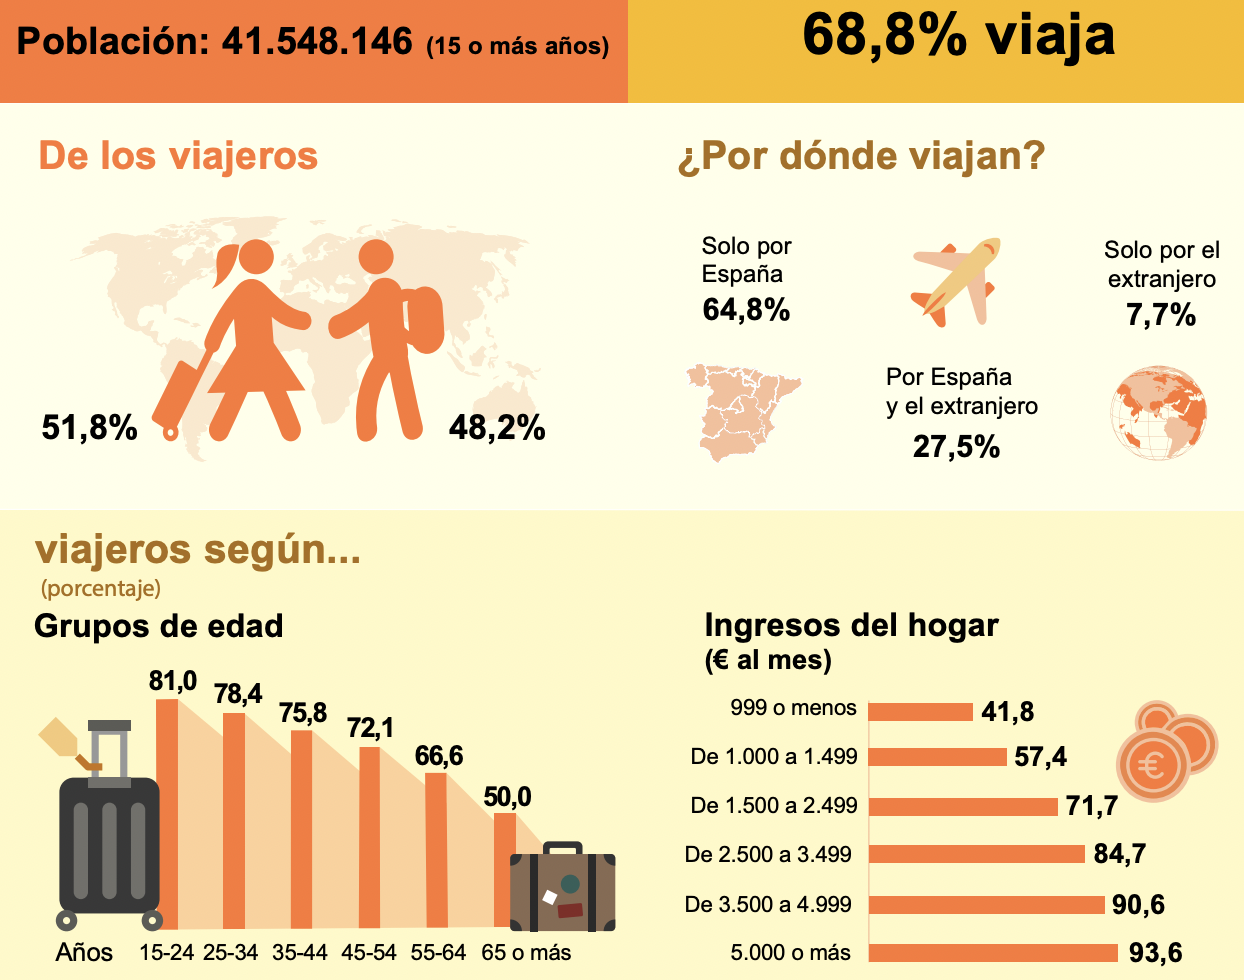 Población: 41.548.146 (15 o más años)
68,8% viaja
De los viajeros
51,8%
48,2%
¿Por dónde viajan?
Solo por
España
64,8%
Solo por el
extranjero
7,7%
Por España
y el extranjero
27,5%
viajeros según...
(porcentaje)
Grupos de edad
81,0
78,4
75,8
72,1
66,6
50,0
Años 15-24 25-34 35-44 45-54 55-64 65 o más
Ingresos del hogar
(€ al mes)
999 o menos 41,8
De 1.000 a 1.499 57,4
De 1.500 a 2.499 71,7
De 2.500 a 3.499 84,7
De 3.500 a 4.999 90,6
5.000 o más 93,6
€